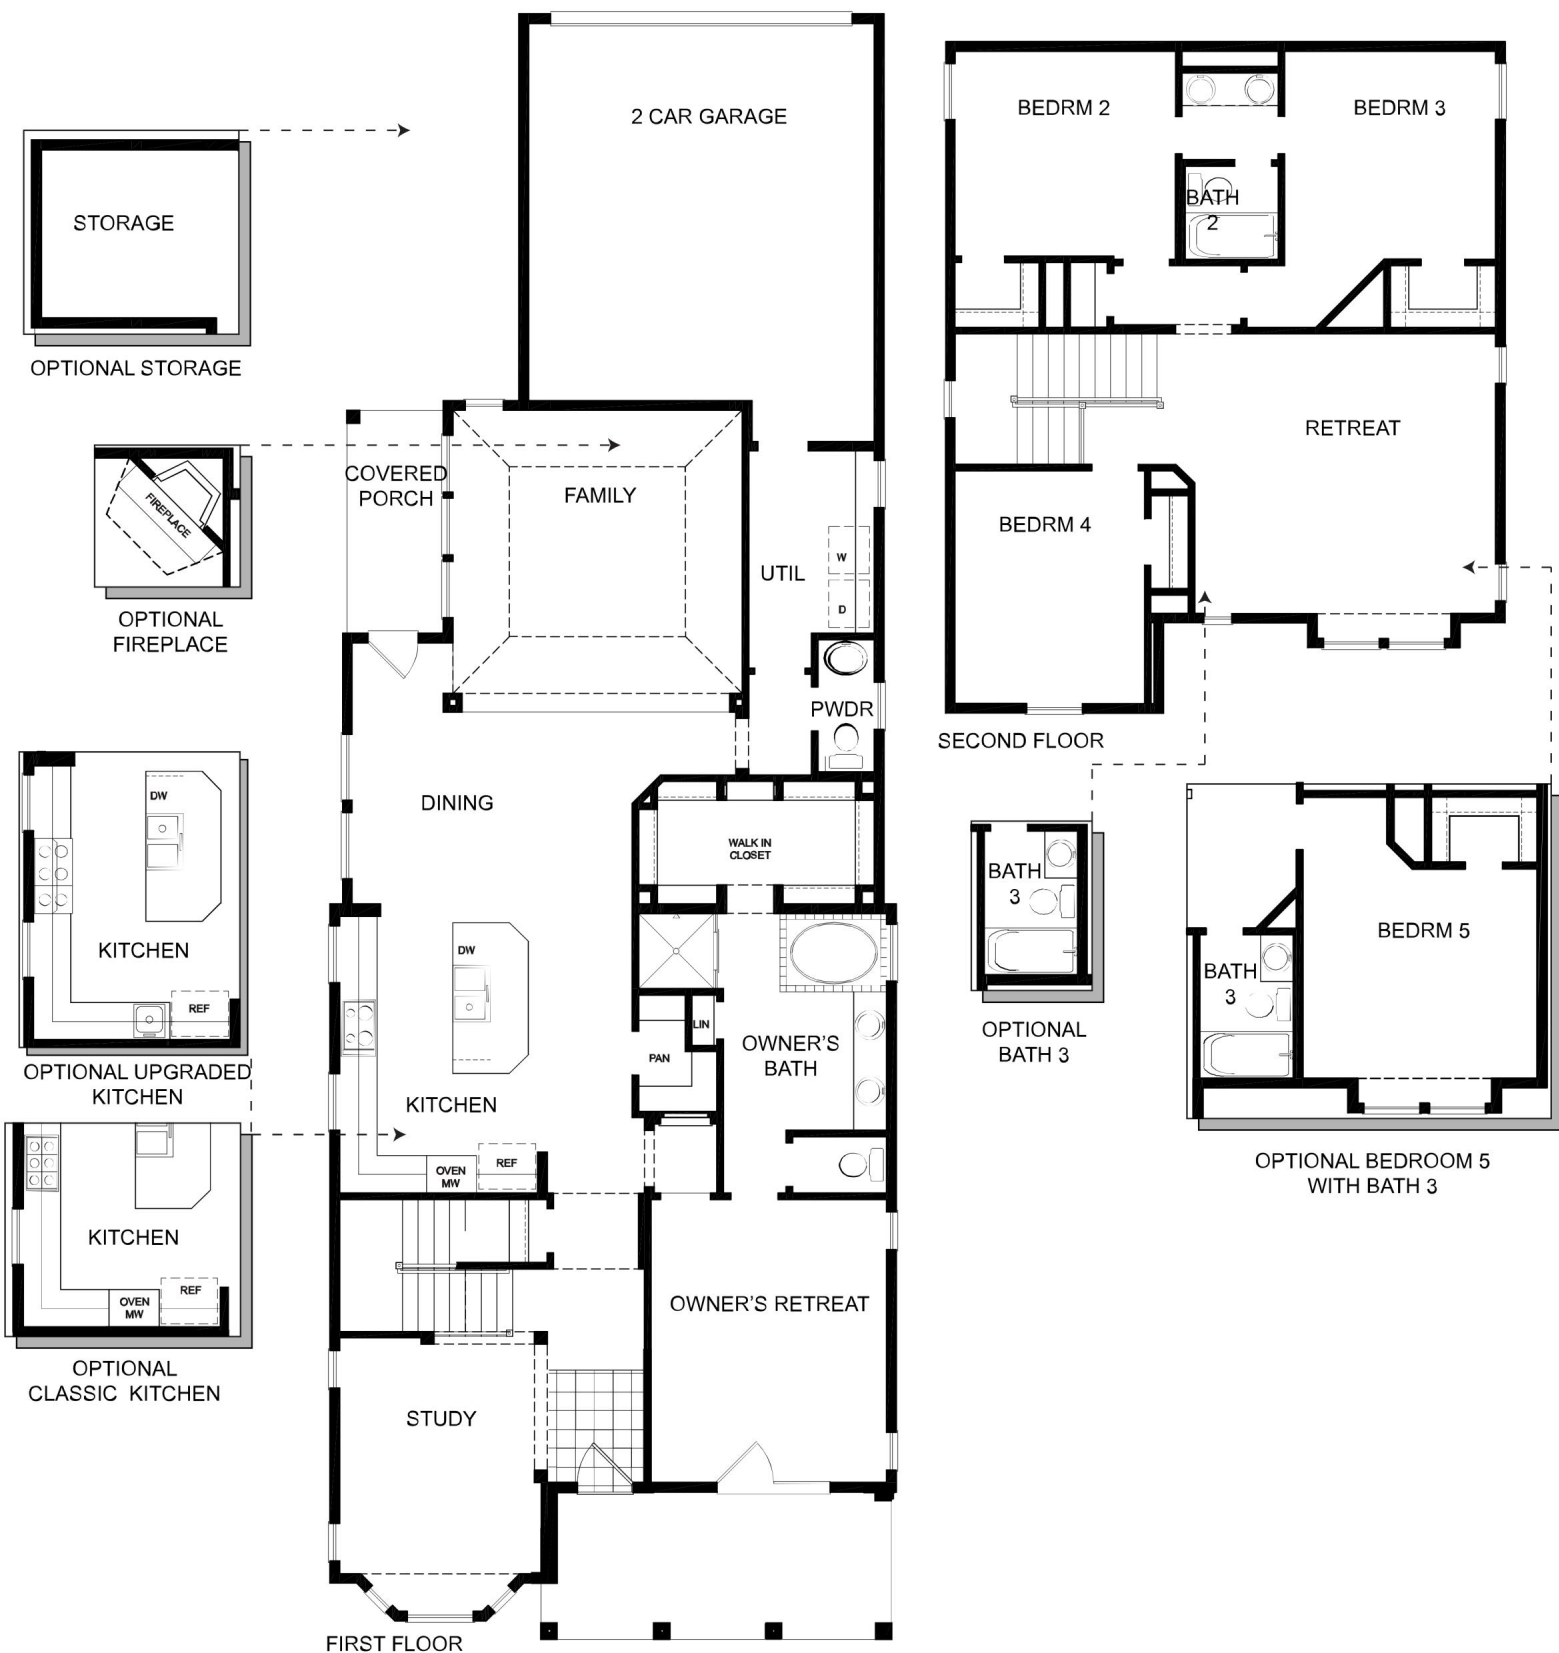 2 CAR GARAGE
STORAGE
OPTIONAL STORAGE
COVERED
PORCH
FAMILY
FIREPLACE
OPTIONAL
FIREPLACE
UTIL
W
D
PWDR
DINING
WALK IN
CLOSET
DW
KITCHEN
REF
OPTIONAL UPGRADED
KITCHEN
DW
LIN
PAN
OWNER'S
BATH
KITCHEN
OVEN
MW
REF
KITCHEN
REF
OVEN
MW
OPTIONAL
CLASSIC KITCHEN
OWNER'S RETREAT
STUDY
FIRST FLOOR
BEDRM 2
BEDRM 3
BATH
2
RETREAT
BEDRM 4
SECOND FLOOR
BATH
3
OPTIONAL
BATH 3
BEDRM 5
BATH
3
OPTIONAL BEDROOM 5
WITH BATH 3